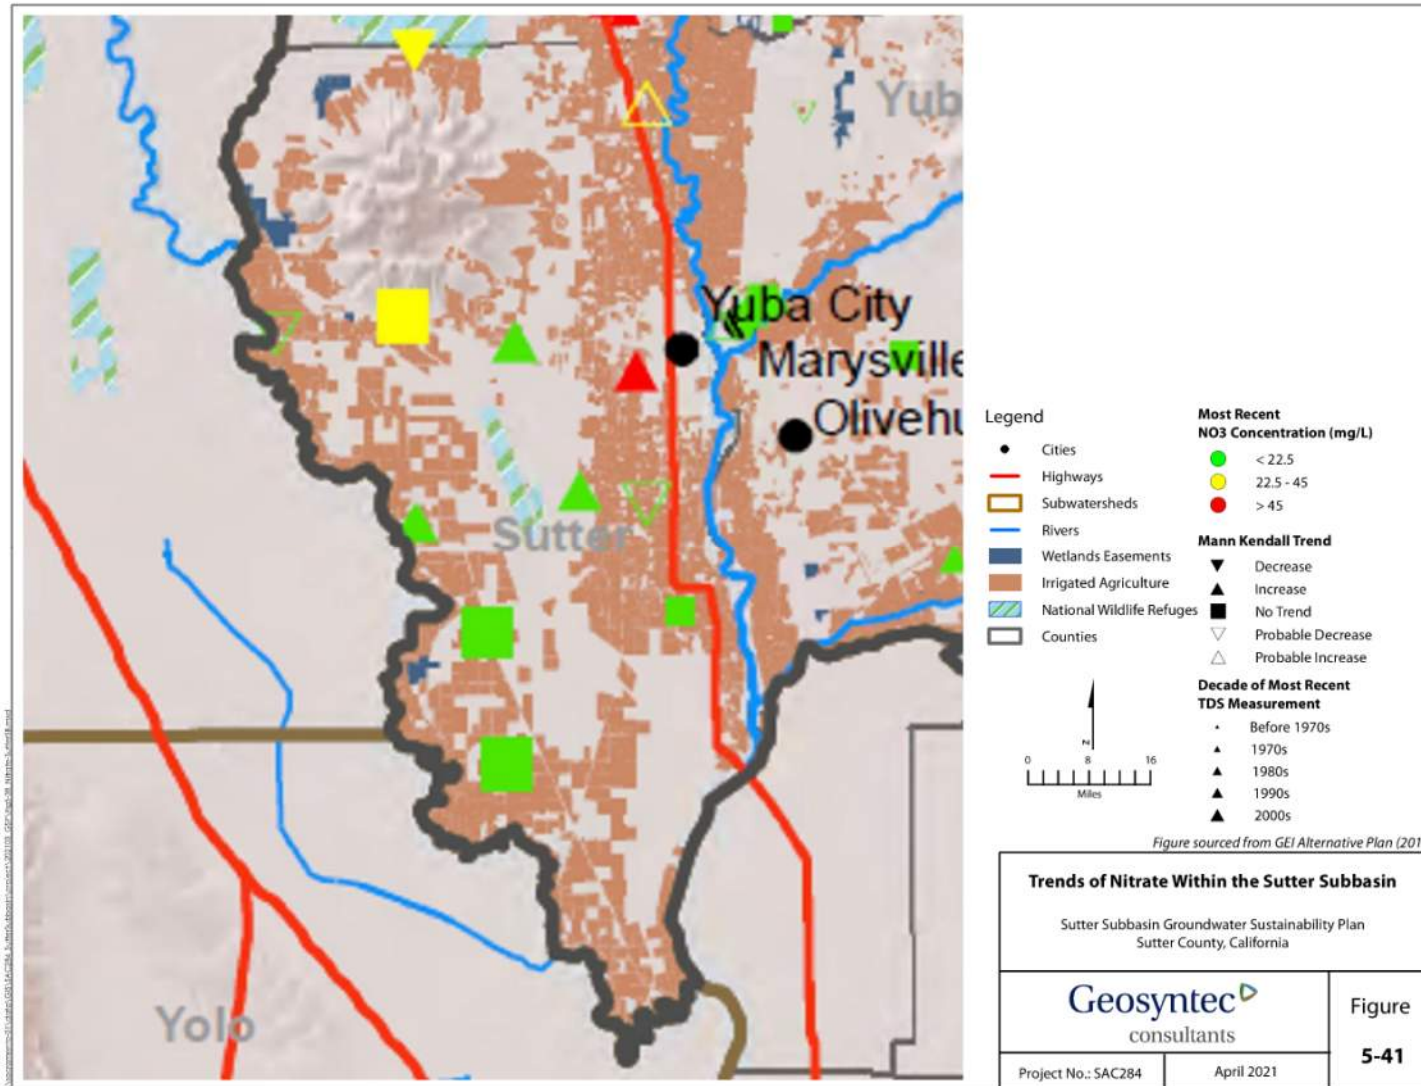 Yub
Yuba City
Marysville
Olivehu
Sutter
Yolo
Legend
Cities
Highways
Subwatersheds
Rivers
Wetlands Easements
Irrigated Agriculture
National Wildlife Refuges
Counties
Most Recent
NO3 Concentration (mg/L)
< 22.5
22.5 - 45
> 45
Mann Kendall Trend
Decrease
Increase
No Trend
Probable Decrease
Probable Increase
Decade of Most Recent
TDS Measurement
Before 1970s
1970s
1980s
1990s
2000s
N
0 8 16
Miles
Figure sourced from GEI Alternative Plan (201
Trends of Nitrate Within the Sutter Subbasin
Sutter Subbasin Groundwater Sustainability Plan
Sutter County, California
Geosyntec
consultants
Figure
5-41
Project No.: SAC284
April 2021